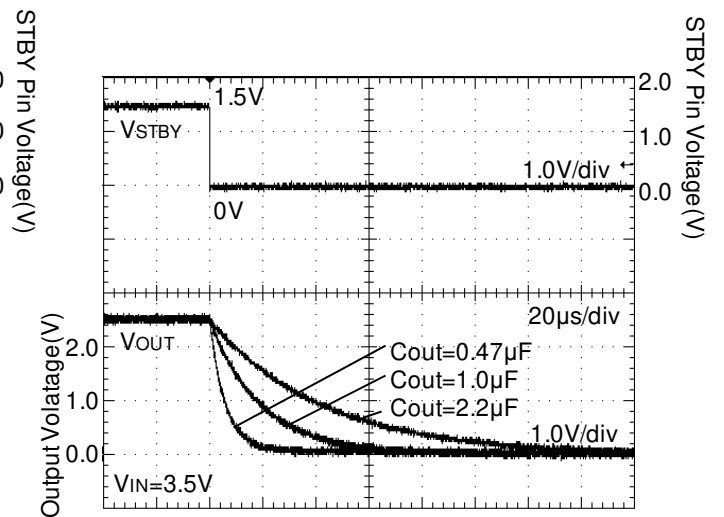 STBY Pin Voltage(V)
STBY Pin Voltage(V)
2.0
1.5V
VSTBY
1.0
1.0V/div
0.0
0V
20µs/div
Output Volatage(V)
VOUT
2.0
Cout=0.47µF
Cout=1.0µF
1.0
Cout=2.2µF
1.0V/div
0.0
VIN=3.5V